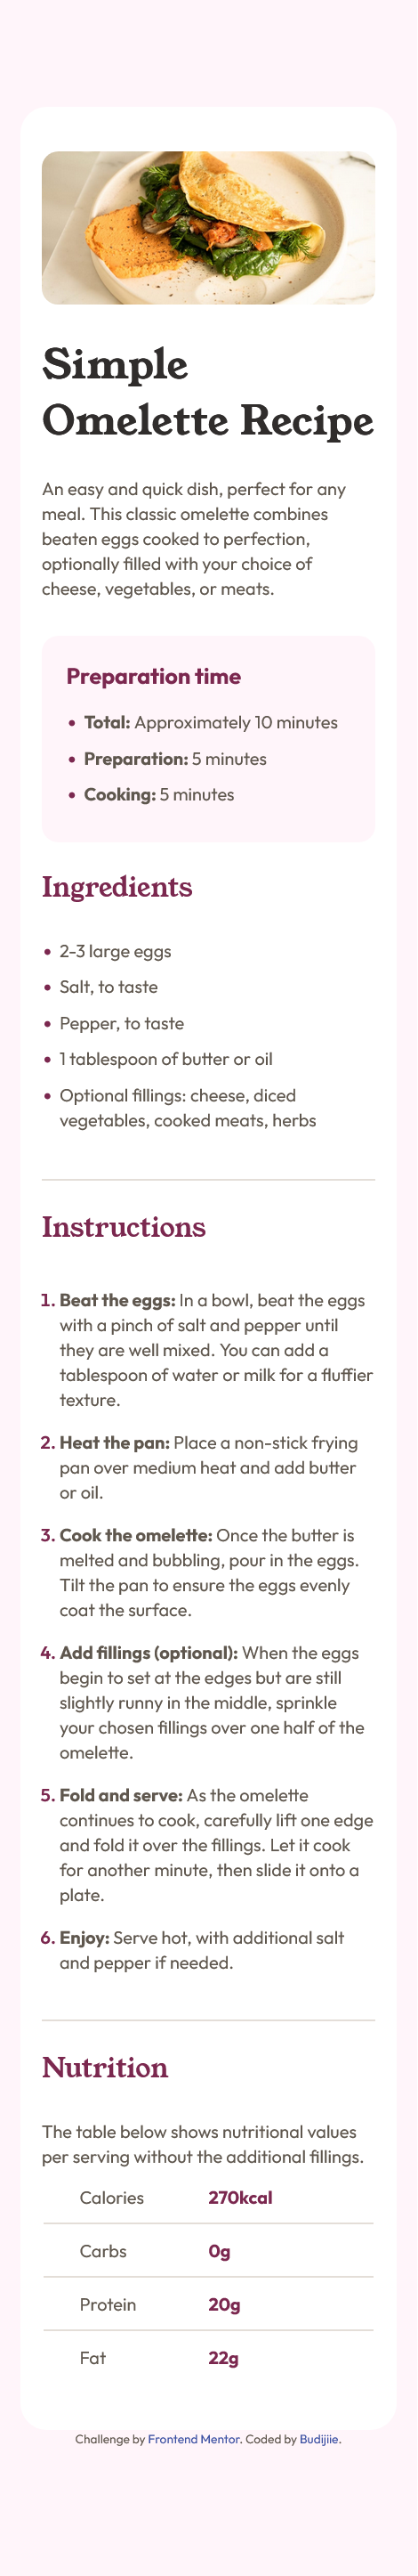 Simple
Omelette Recipe
An easy and quick dish, perfect for any
meal. This classic omelette combines
beaten eggs cooked to perfection,
optionally filled with your choice of
cheese, vegetables, or meats.
Preparation time
• Total: Approximately 10 minutes
• Preparation: 5 minutes
• Cooking: 5 minutes
Ingredients
• 2-3 large eggs
• Salt, to taste
• Pepper, to taste
• 1 tablespoon of butter or oil
• Optional fillings: cheese, diced
vegetables, cooked meats, herbs
Instructions
1. Beat the eggs: In a bowl, beat the eggs
with a pinch of salt and pepper until
they are well mixed. You can add a
tablespoon of water or milk for a fluffier
texture.
2. Heat the pan: Place a non-stick frying
pan over medium heat and add butter
or oil.
3. Cook the omelette: Once the butter is
melted and bubbling, pour in the eggs.
Tilt the pan to ensure the eggs evenly
coat the surface.
4. Add fillings (optional): When the eggs
begin to set at the edges but are still
slightly runny in the middle, sprinkle
your chosen fillings over one half of the
omelette.
5. Fold and serve: As the omelette
continues to cook, carefully lift one edge
and fold it over the fillings. Let it cook
for another minute, then slide it onto a
plate.
6. Enjoy: Serve hot, with additional salt
and pepper if needed.
Nutrition
The table below shows nutritional values
per serving without the additional fillings.
Calories 270kcal
Carbs 0g
Protein 20g
Fat 22g
Challenge by Frontend Mentor. Coded by Budijiie.